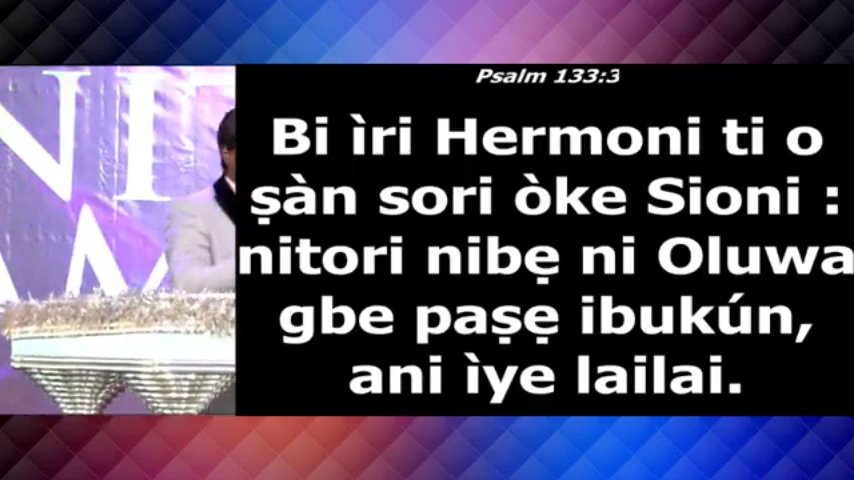 Psalm 133:3
Bi ìri Hermoni ti o
ṣàn sori òke Sioni :
nitori nibẹ ni Oluwa
gbe paṣẹ ibukún,
ani ìye lailai.